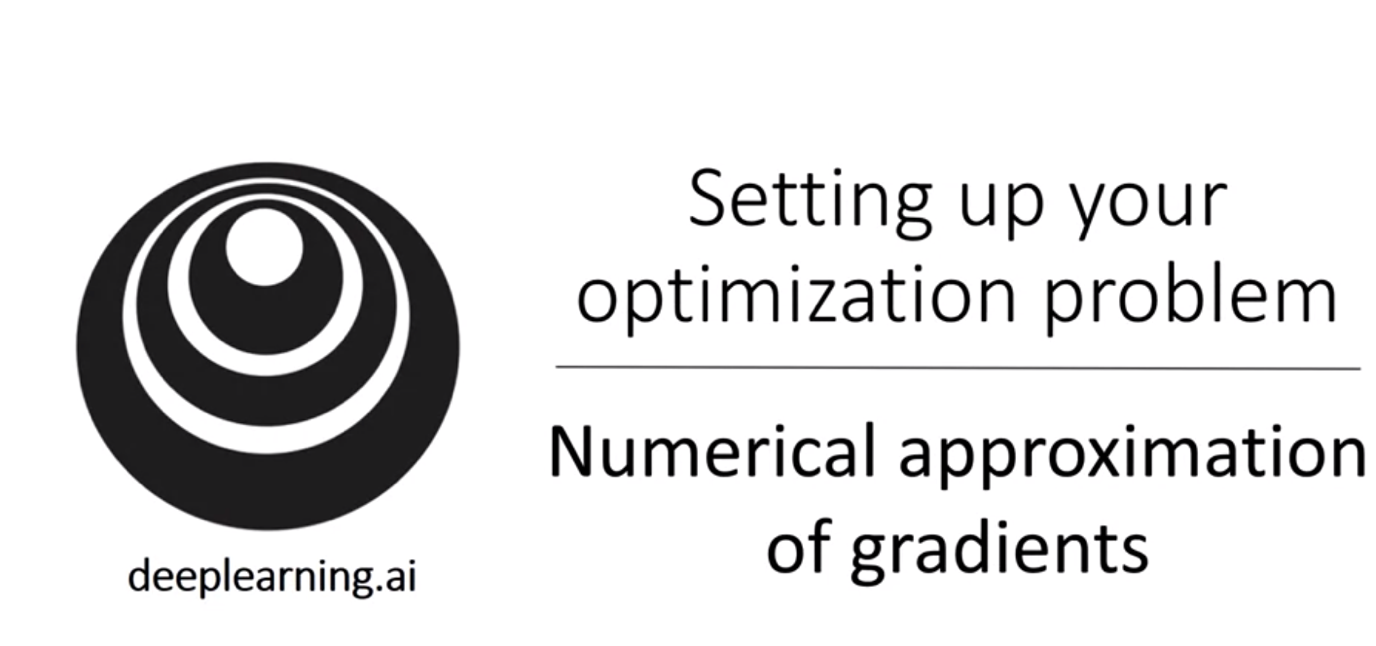 deeplearning.ai
Setting up your
optimization problem
Numerical approximation
of gradients